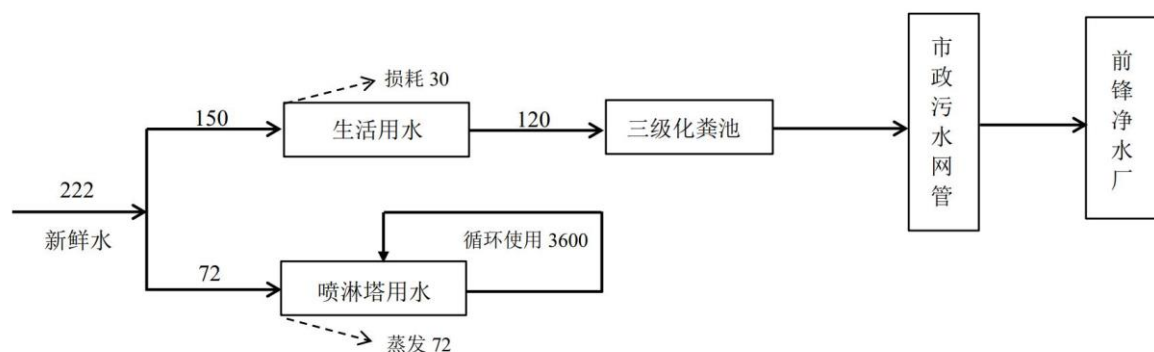 损耗 30
150
生活用水
120
三级化粪池
市政污水网管
前锋净水厂
222
新鲜水
循环使用 3600
72
喷淋塔用水
蒸发 72